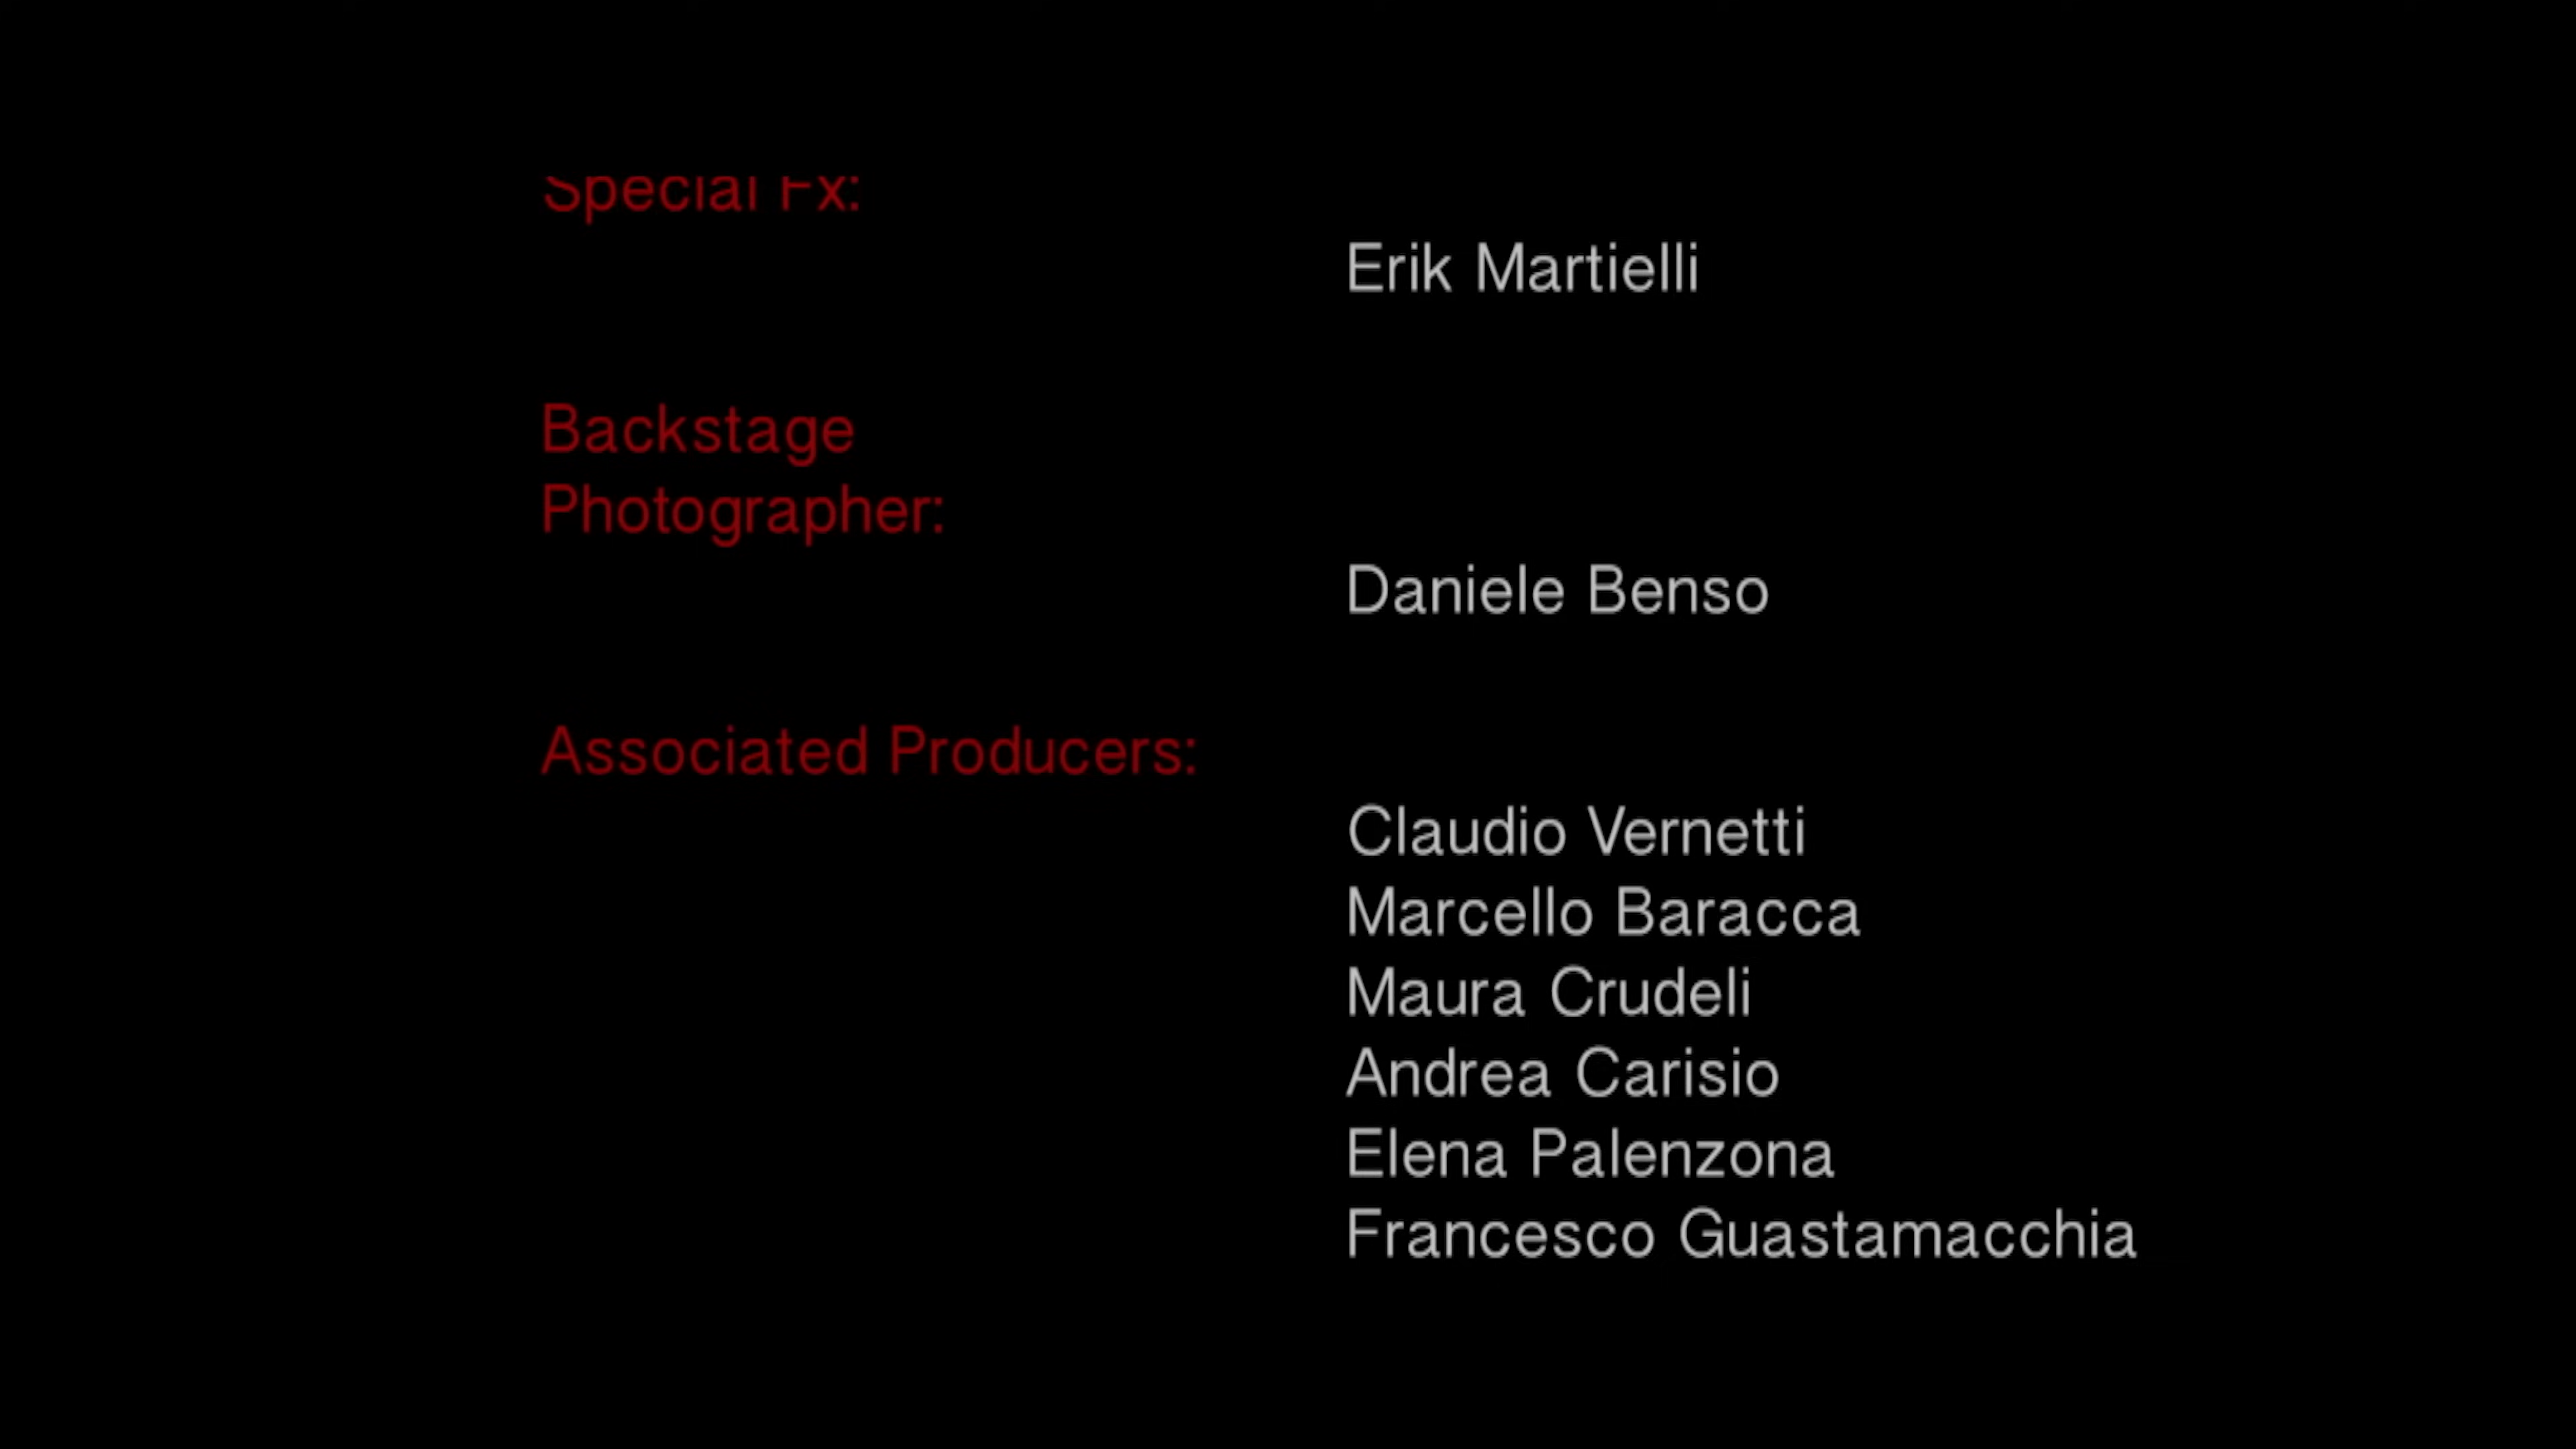 Special Fx:
Erik Martielli
Backstage
Photographer:
Daniele Benso
Associated Producers:
Claudio Vernetti
Marcello Baracca
Maura Crudeli
Andrea Carisio
Elena Palenzona
Francesco Guastamacchia